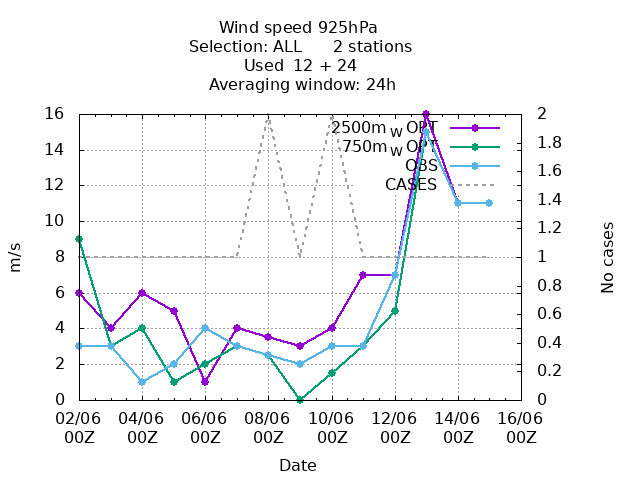 Wind speed 925hPa
Selection: ALL 2 stations
Used 12 + 24
Averaging window: 24h
2500m_WOPT
750m_WOPT
OBS
CASES
16
14
12
10
8
6
4
2
0
2
1.8
1.6
1.4
1.2
1
0.8
0.6
0.4
0.2
0
m/s
No cases
02/06 04/06 06/06 08/06 10/06 12/06 14/06 16/06
00Z 00Z 00Z 00Z 00Z 00Z 00Z 00Z
Date